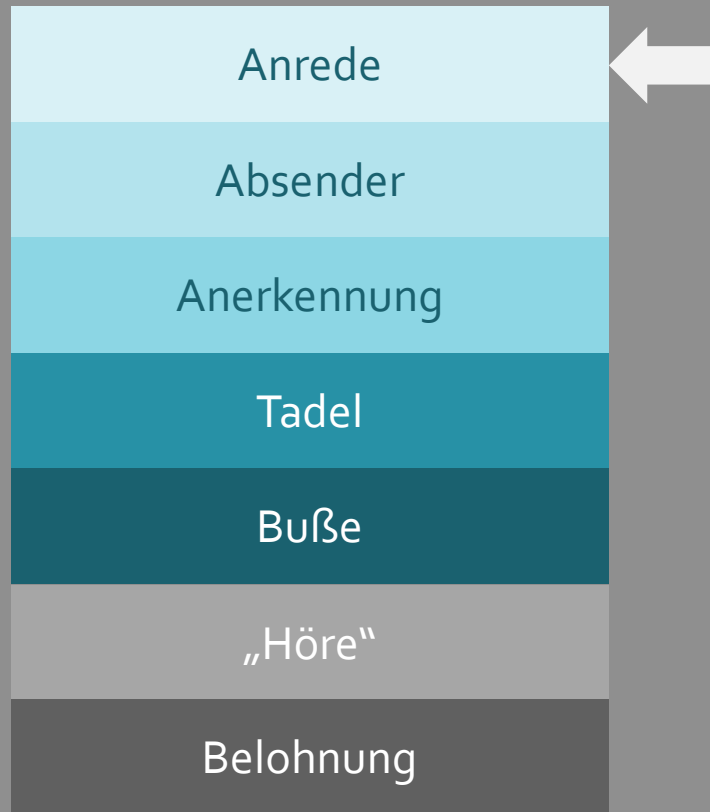 Anrede
Absender
Anerkennung
Tadel
Buße
„Höre“
Belohnung